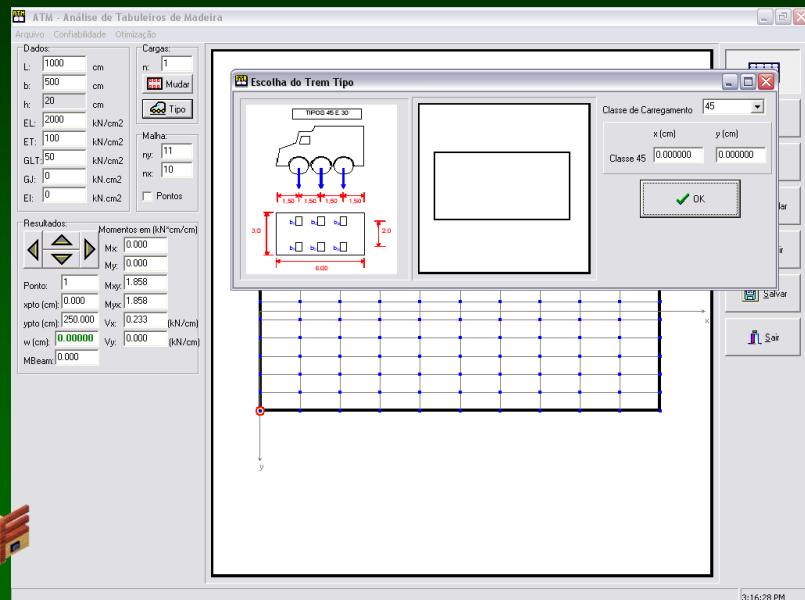 ATM - Análise de Tabuleiros de Madeira
Arquivo Confiabilidade Otimização
Dados:
L: 1000 cm
b: 500 cm
h: 20 cm
EL: 2000 kN/cm2
ET: 100 kN/cm2
GLT: 50 kN/cm2
GJ: 0 kN.cm2
EI: 0 kN.cm2
Cargas:
n: 1
Mudar
Tipo
Malha:
ny: 11
nx: 10
Pontos
Resultados:
Momentos em (kN*cm/cm)
Mx: 0.000
My: 0.000
Ponto: 1
Mxy: 1.858
xpto (cm): 0.000
Myx: 1.858
ypto (cm): 250.000
Vx: 0.233 (kN/cm)
w (cm): 0.00000
Vy: 0.000 (kN/cm)
MBeam: 0.000
Escolha do Trem Tipo
TIPOS 45 E 30
1,50 1,50 1,50 1,50
3.0
2.0
6.00
Classe de Carregamento 45
x (cm) y (cm)
Classe 45 0.000000 0.000000
OK
x
y
Salvar
Sair
3:16:28 PM